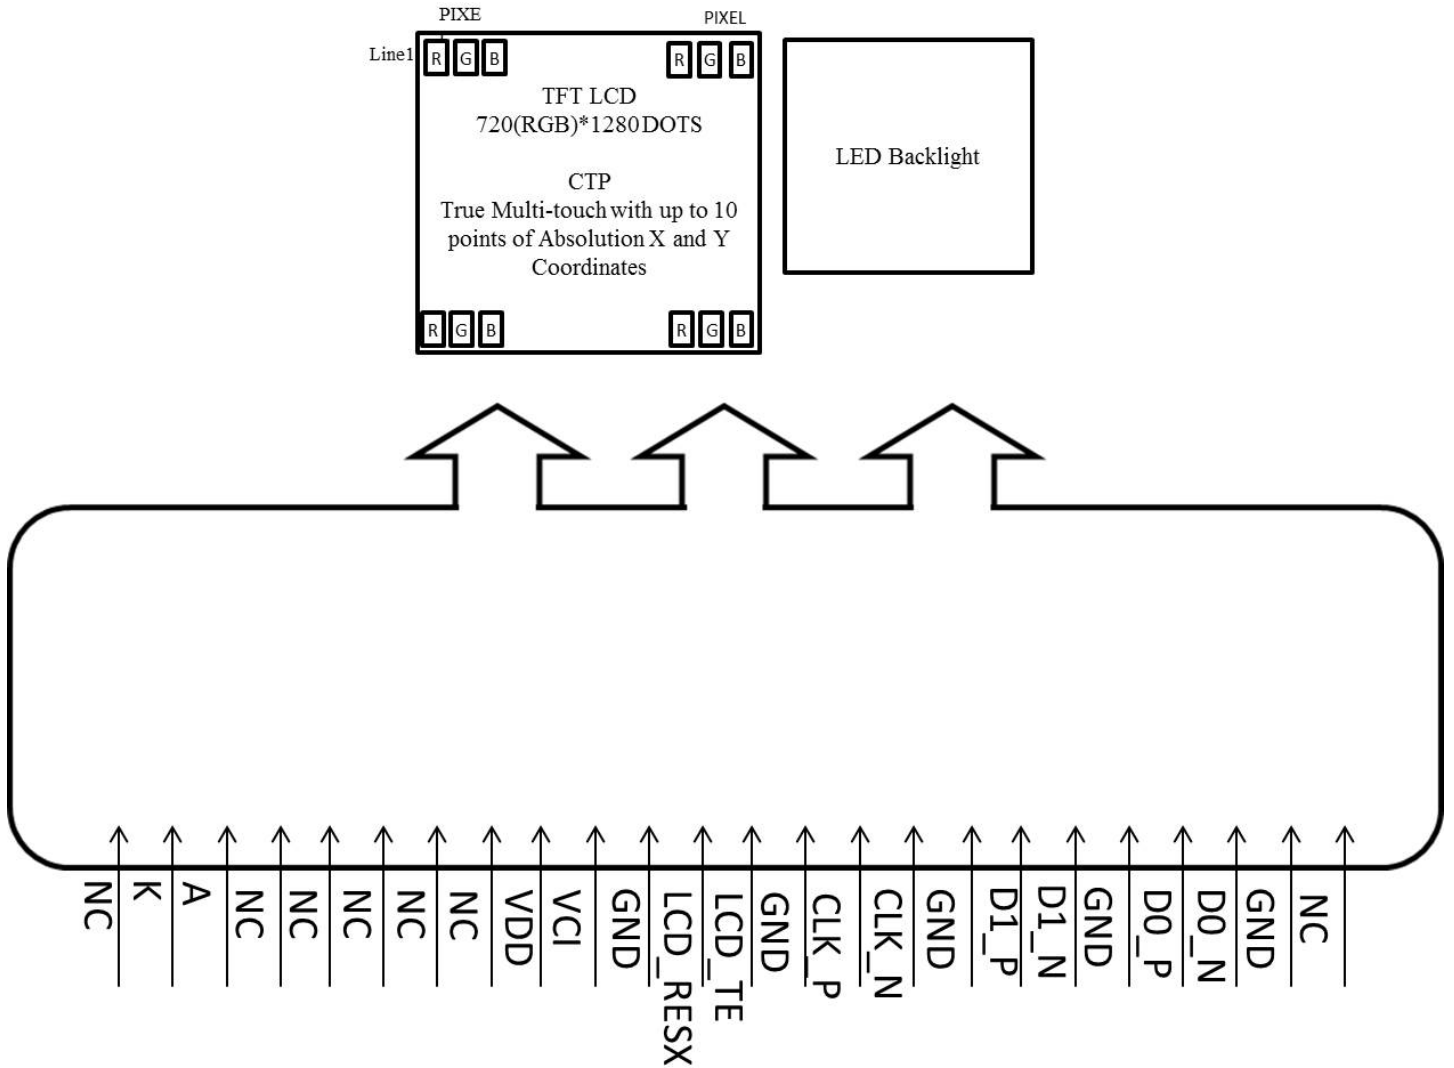 PIXE
PIXEL
Line1
R G B
R G B
TFT LCD
720(RGB)*1280DOTS
LED Backlight
CTP
True Multi-touch with up to 10
points of Absolution X and Y
Coordinates
R G B
R G B
NC
K
A
NC
NC
NC
NC
NC
VDD
VCI
GND
LCD_RESX
LCD_TE
GND
CLK_P
CLK_N
GND
D1_P
D1_N
GND
D0_P
D0_N
GND
NC